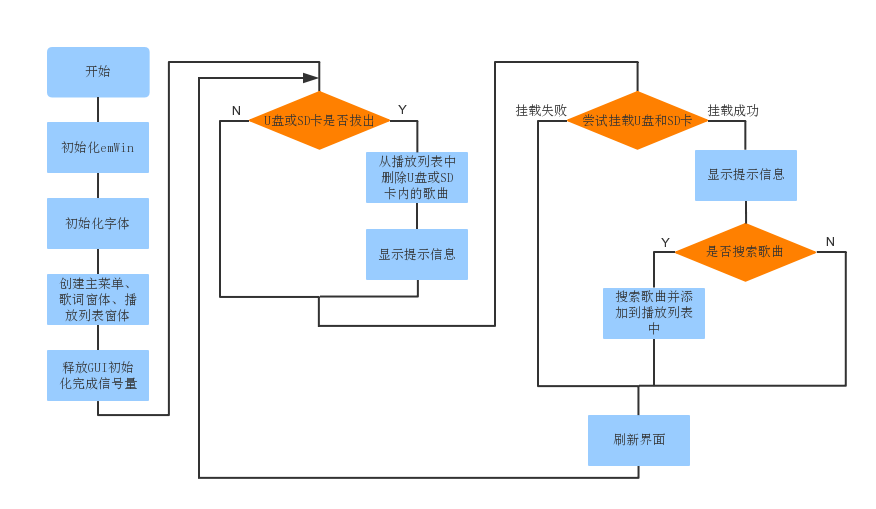 开始
初始化emWin
初始化字体
创建主菜单、
歌词窗体、播
放列表窗体
释放GUI初始
化完成信号量
U盘或SD卡是否拔出
N
Y
从播放列表中
删除U盘或SD
卡内的歌曲
显示提示信息
尝试挂载U盘和SD卡
挂载失败
挂载成功
显示提示信息
是否搜索歌曲
Y
N
搜索歌曲并添
加到播放列表
中
刷新界面